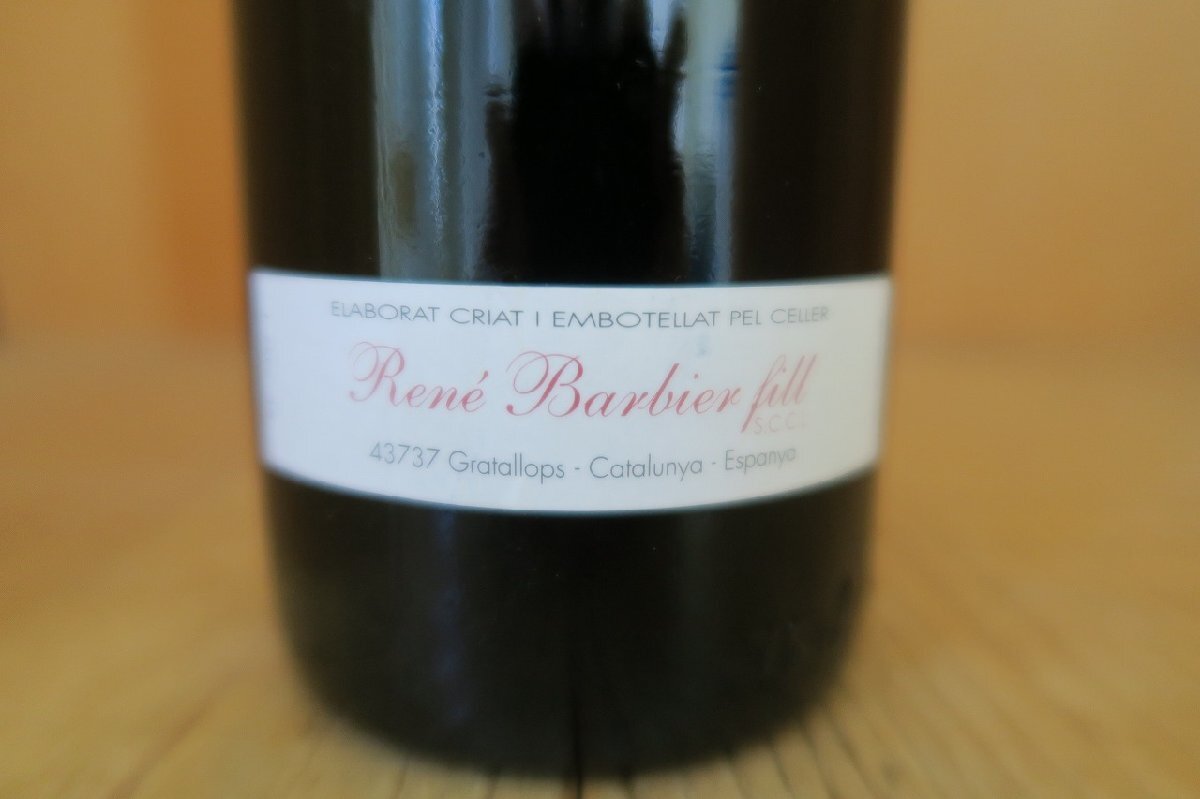 ELABORAT CRIAT I EMBOTELLAT PEL CELLER
René Barbier fill
S.C.C.L.
43737 Gratallops - Catalunya - Espanya